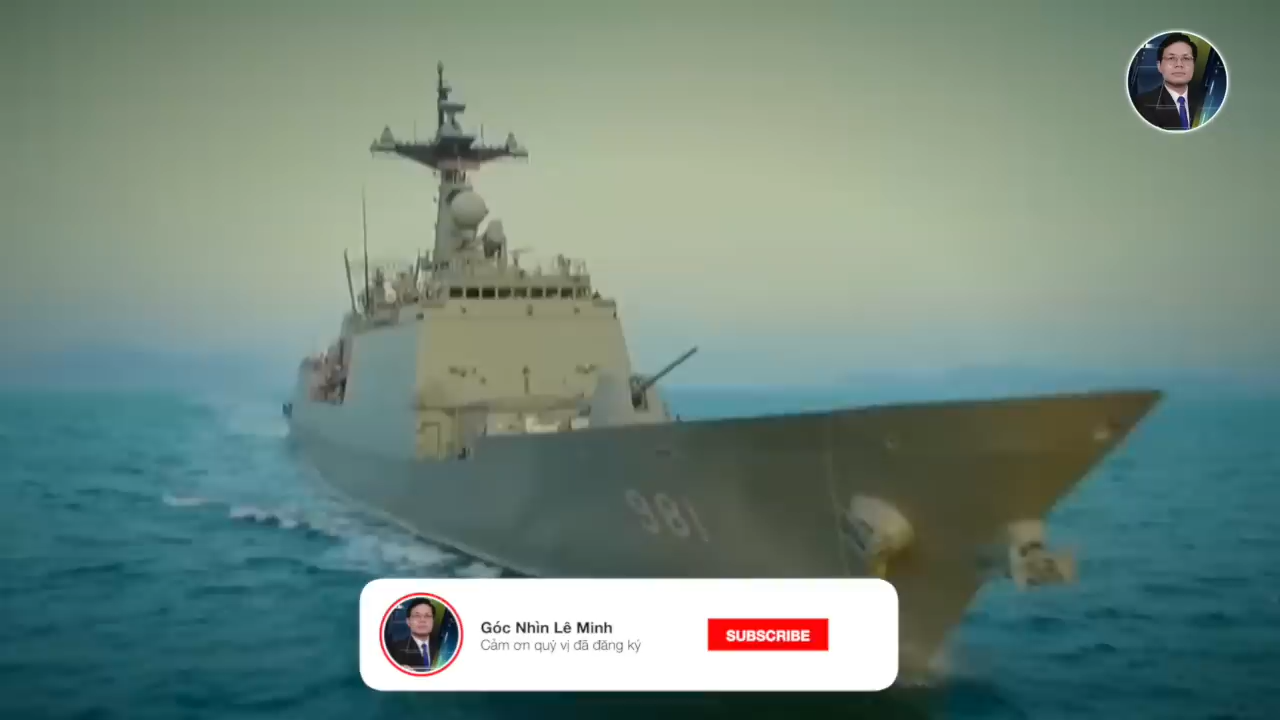 981
Góc Nhìn Lê Minh
Cảm ơn quý vị đã đăng ký
SUBSCRIBE